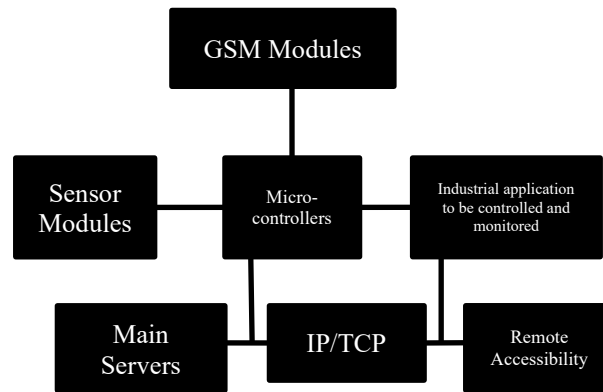 GSM Modules
Sensor
Modules
Micro-
controllers
Industrial application
to be controlled and
monitored
Main
Servers
IP/TCP
Remote
Accessibility